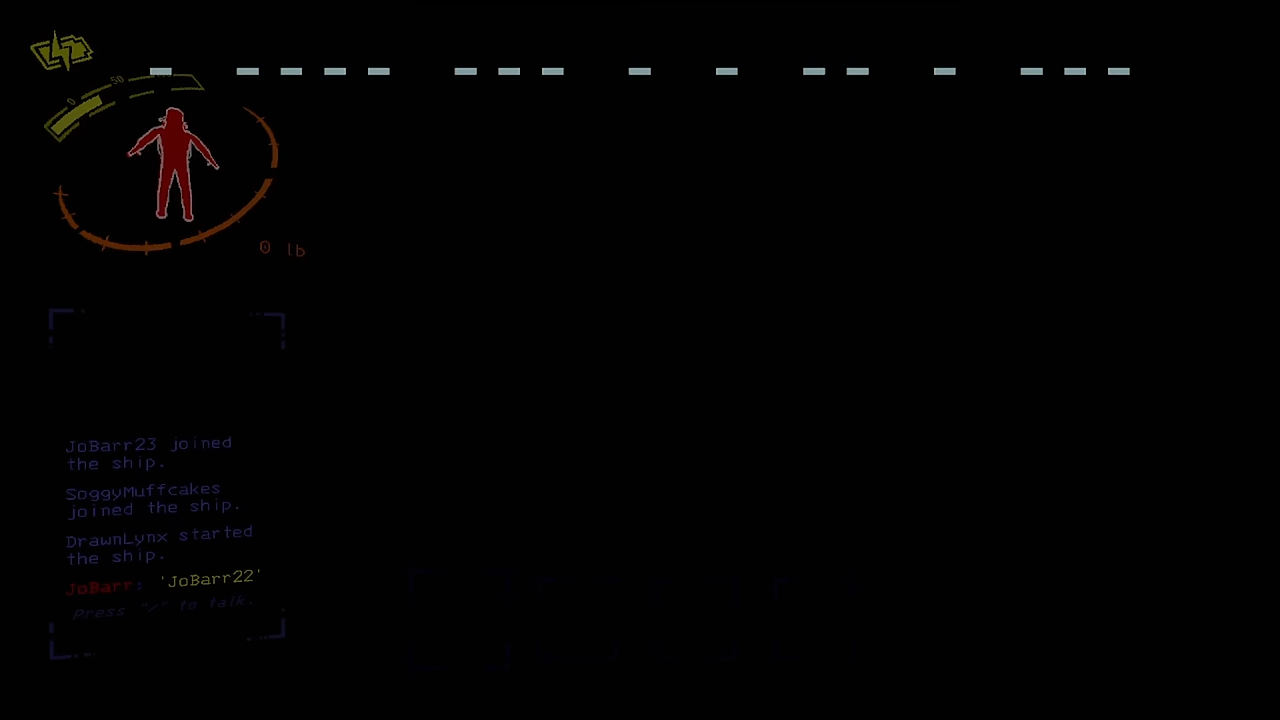 50
0
0 lb
JoBarr23 joined
the ship.
SoggyMuffcakes
joined the ship.
DrawnLynx started
the ship.
JoBarr: 'JoBarr22'
Press "/" to talk.